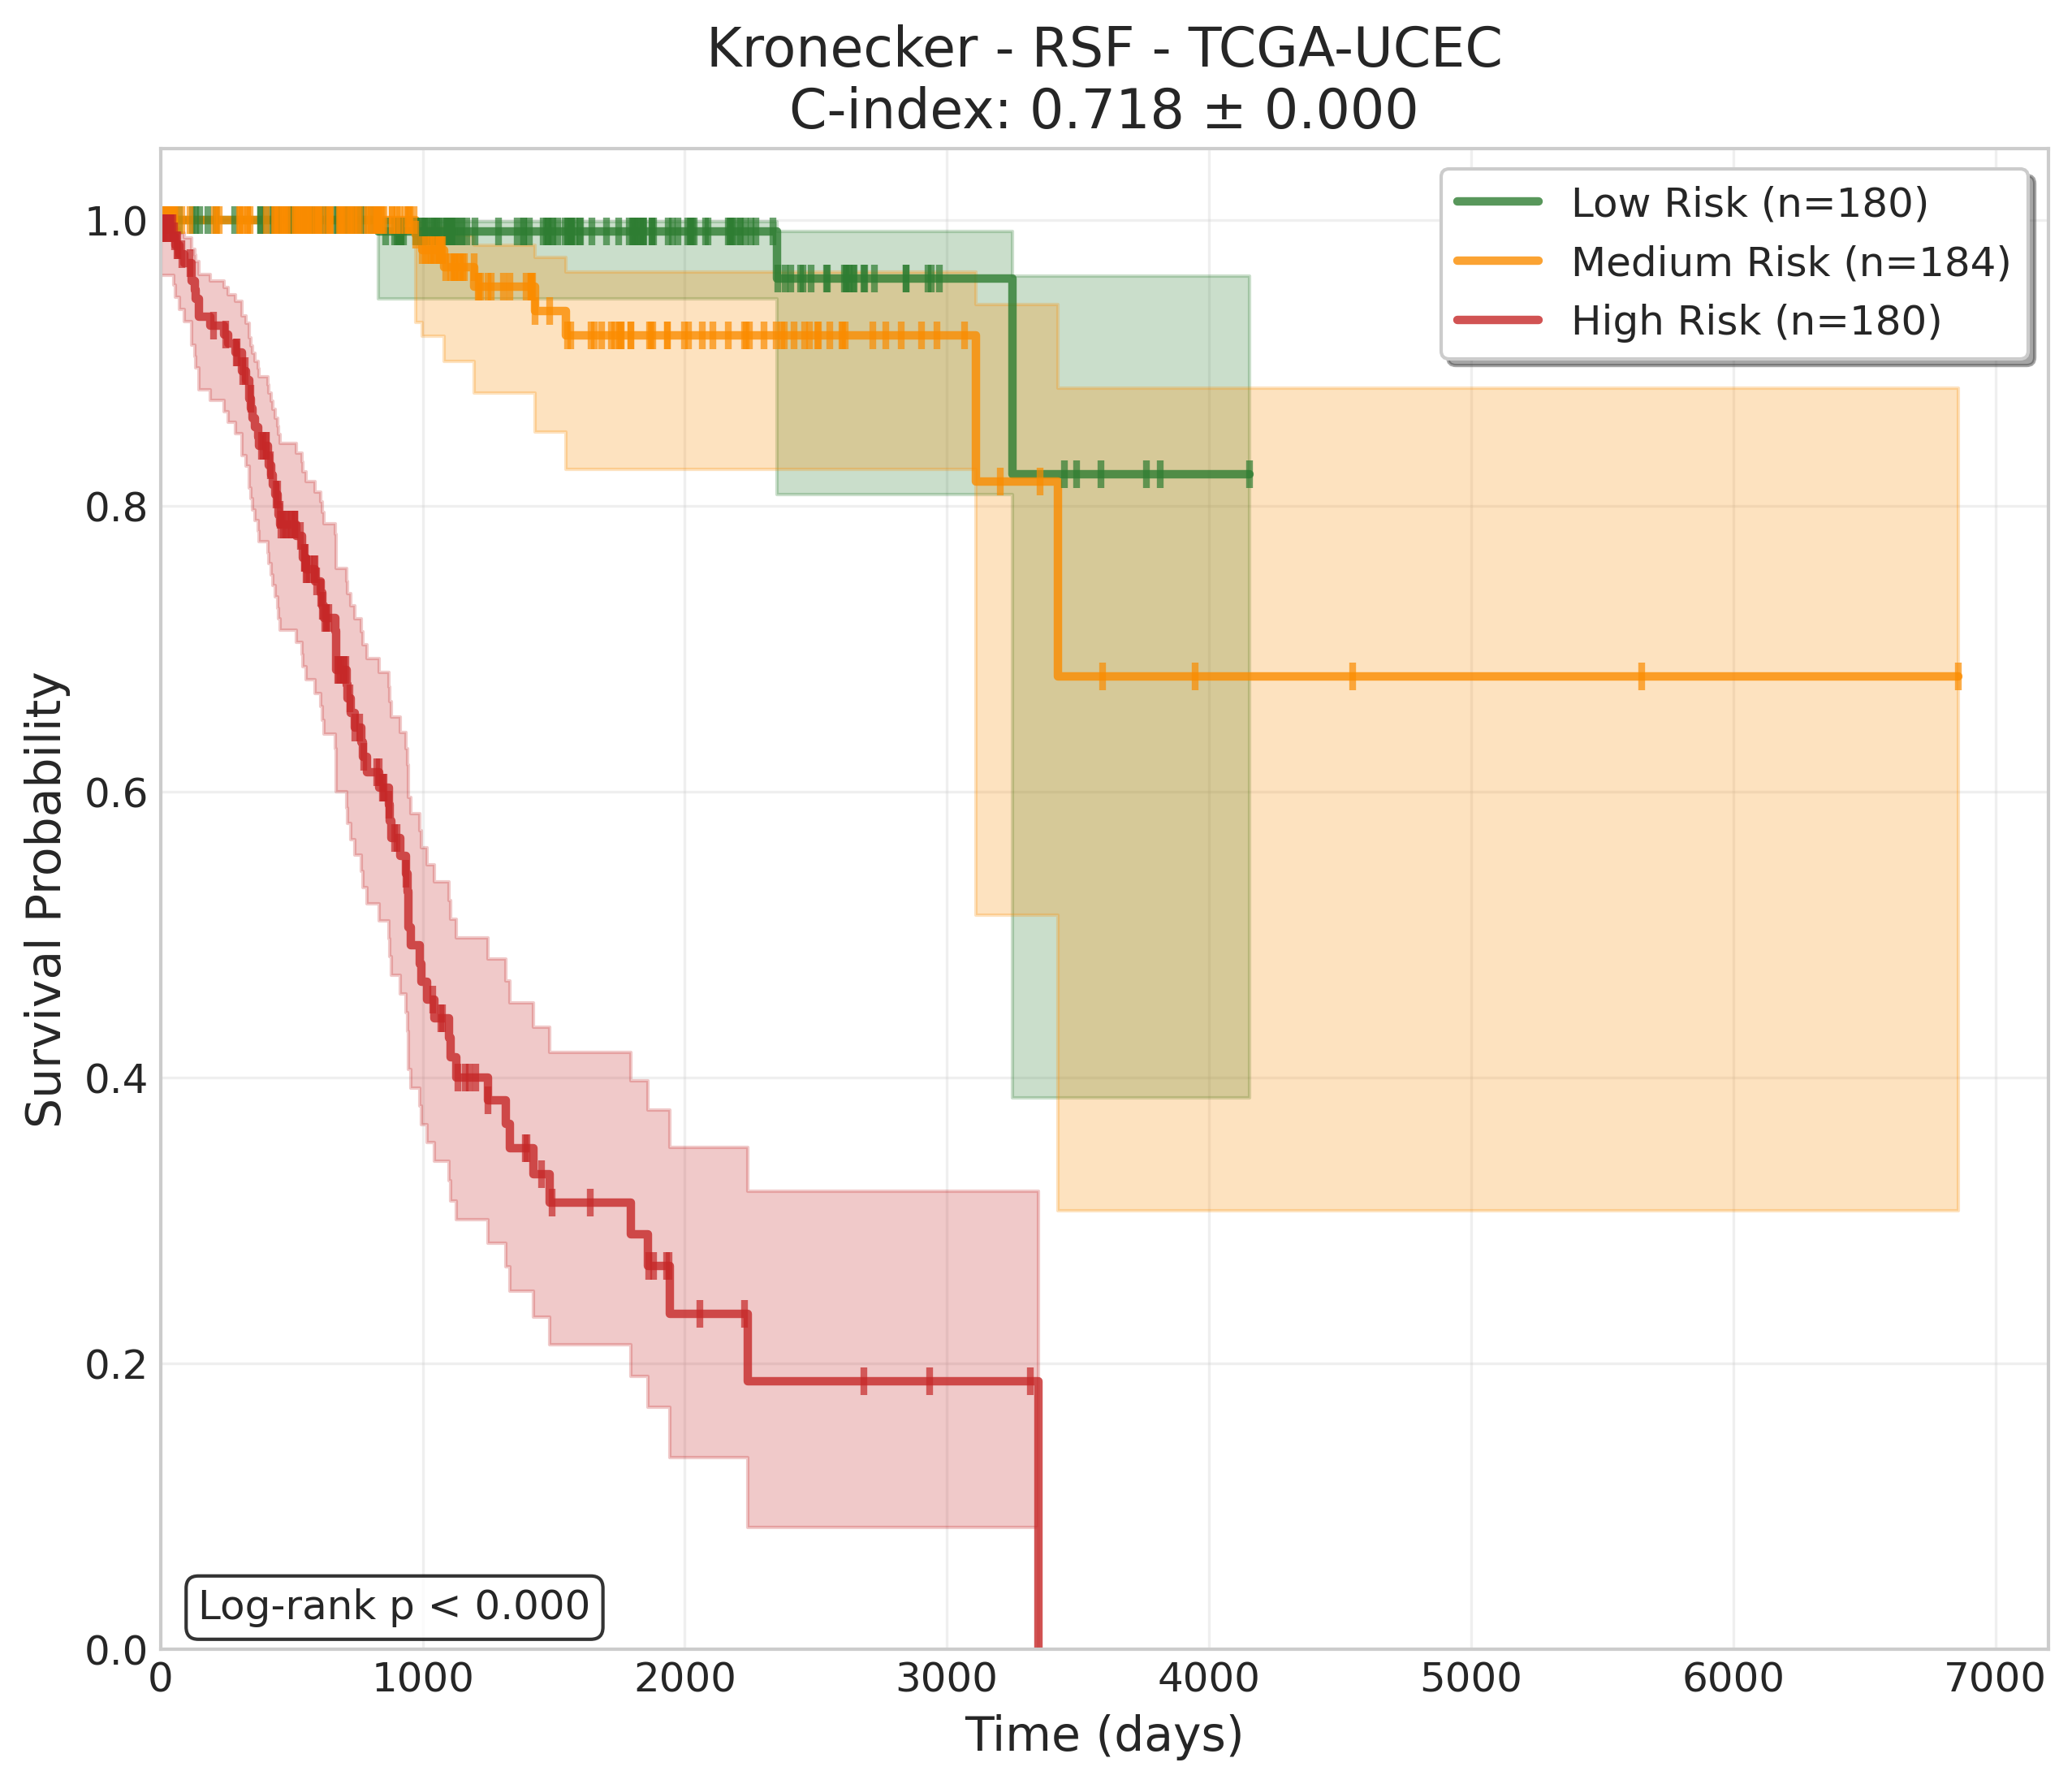 Kronecker - RSF - TCGA-UCEC
C-index: 0.718 ± 0.000
Low Risk (n=180)
Medium Risk (n=184)
High Risk (n=180)
Survival Probability
1.0
0.8
0.6
0.4
0.2
0.0
Log-rank p < 0.000
0 1000 2000 3000 4000 5000 6000 7000
Time (days)